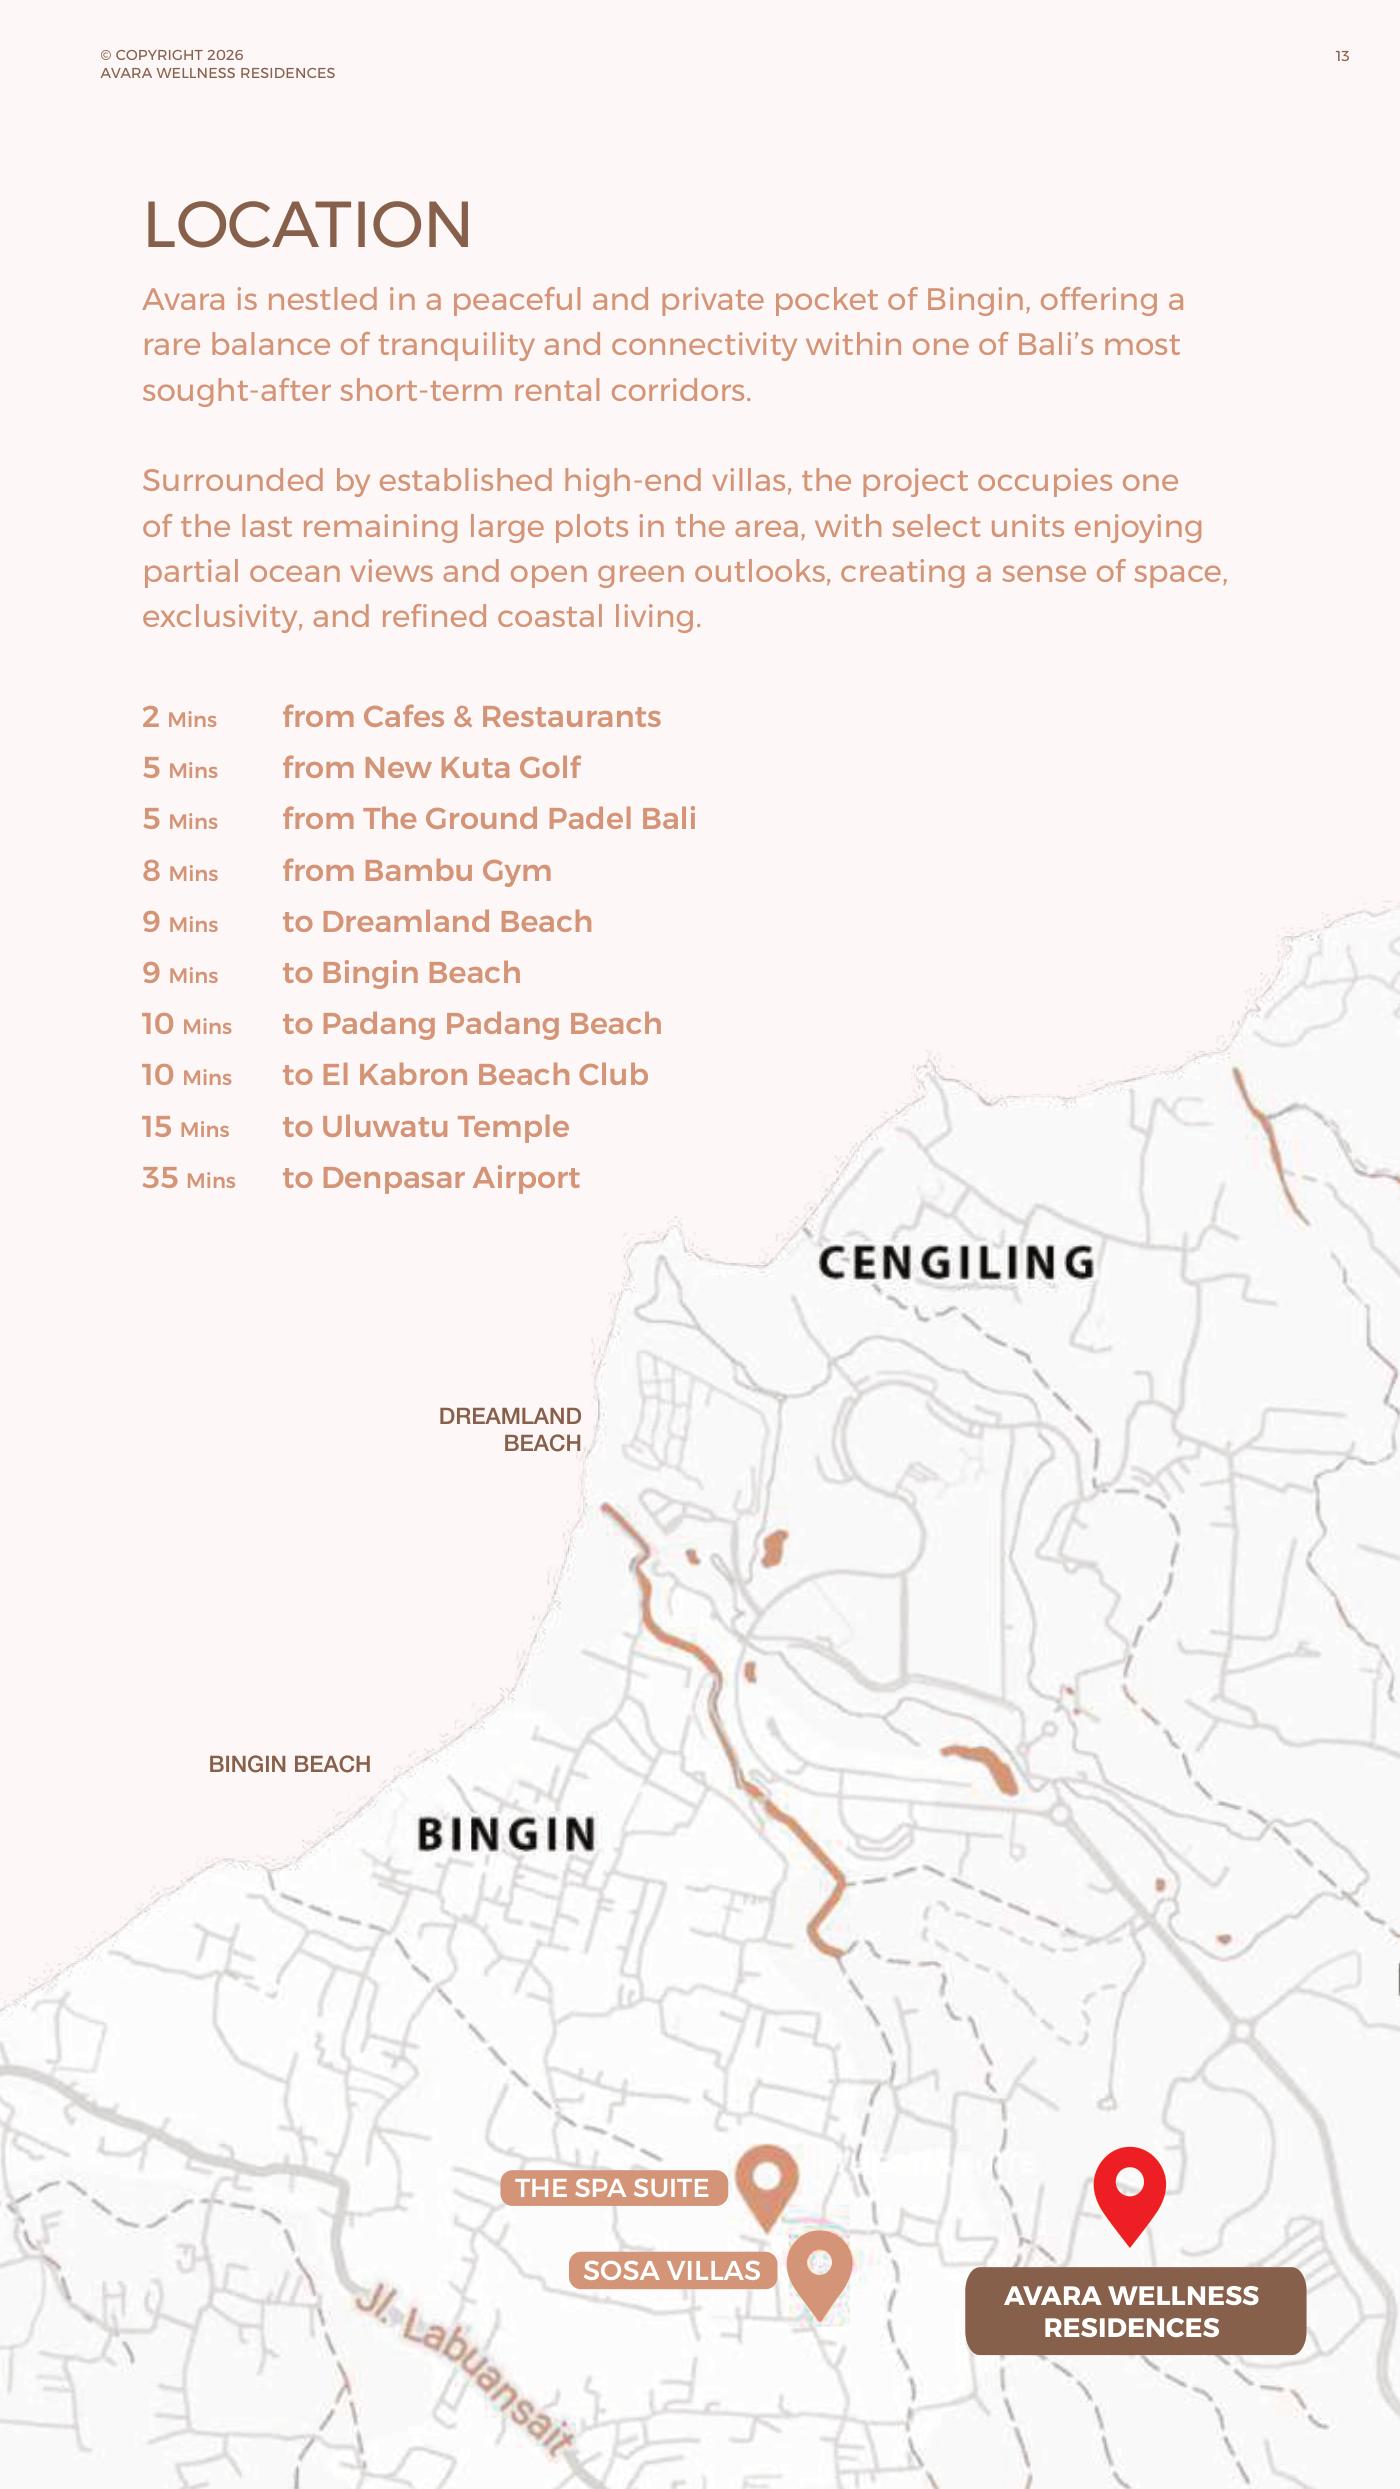 © COPYRIGHT 2026
AVARA WELLNESS RESIDENCES
13
LOCATION
Avara is nestled in a peaceful and private pocket of Bingin, offering a
rare balance of tranquility and connectivity within one of Bali’s most
sought-after short-term rental corridors.
Surrounded by established high-end villas, the project occupies one
of the last remaining large plots in the area, with select units enjoying
partial ocean views and open green outlooks, creating a sense of space,
exclusivity, and refined coastal living.
2 Mins from Cafes & Restaurants
5 Mins from New Kuta Golf
5 Mins from The Ground Padel Bali
8 Mins from Bambu Gym
9 Mins to Dreamland Beach
9 Mins to Bingin Beach
10 Mins to Padang Padang Beach
10 Mins to El Kabron Beach Club
15 Mins to Uluwatu Temple
35 Mins to Denpasar Airport
CENGILING
DREAMLAND
BEACH
BINGIN BEACH
BINGIN
THE SPA SUITE
SOSA VILLAS
AVARA WELLNESS
RESIDENCES
Jl. Labuansait